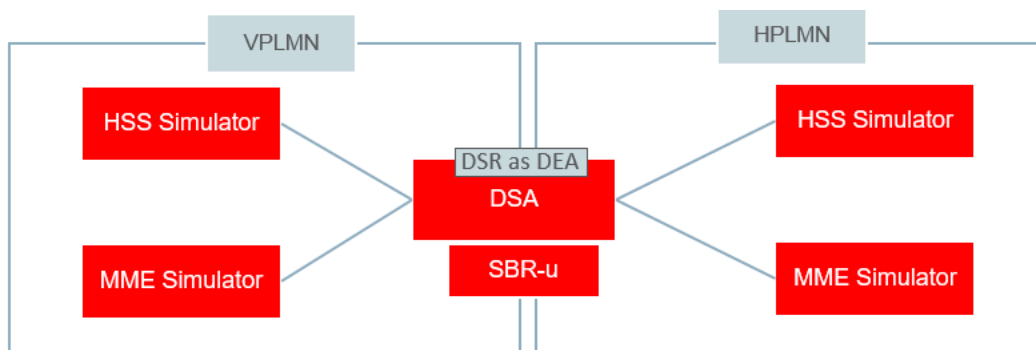 VPLMN
HPLMN
HSS Simulator
HSS Simulator
DSR as DEA
DSA
MME Simulator
SBR-u
MME Simulator